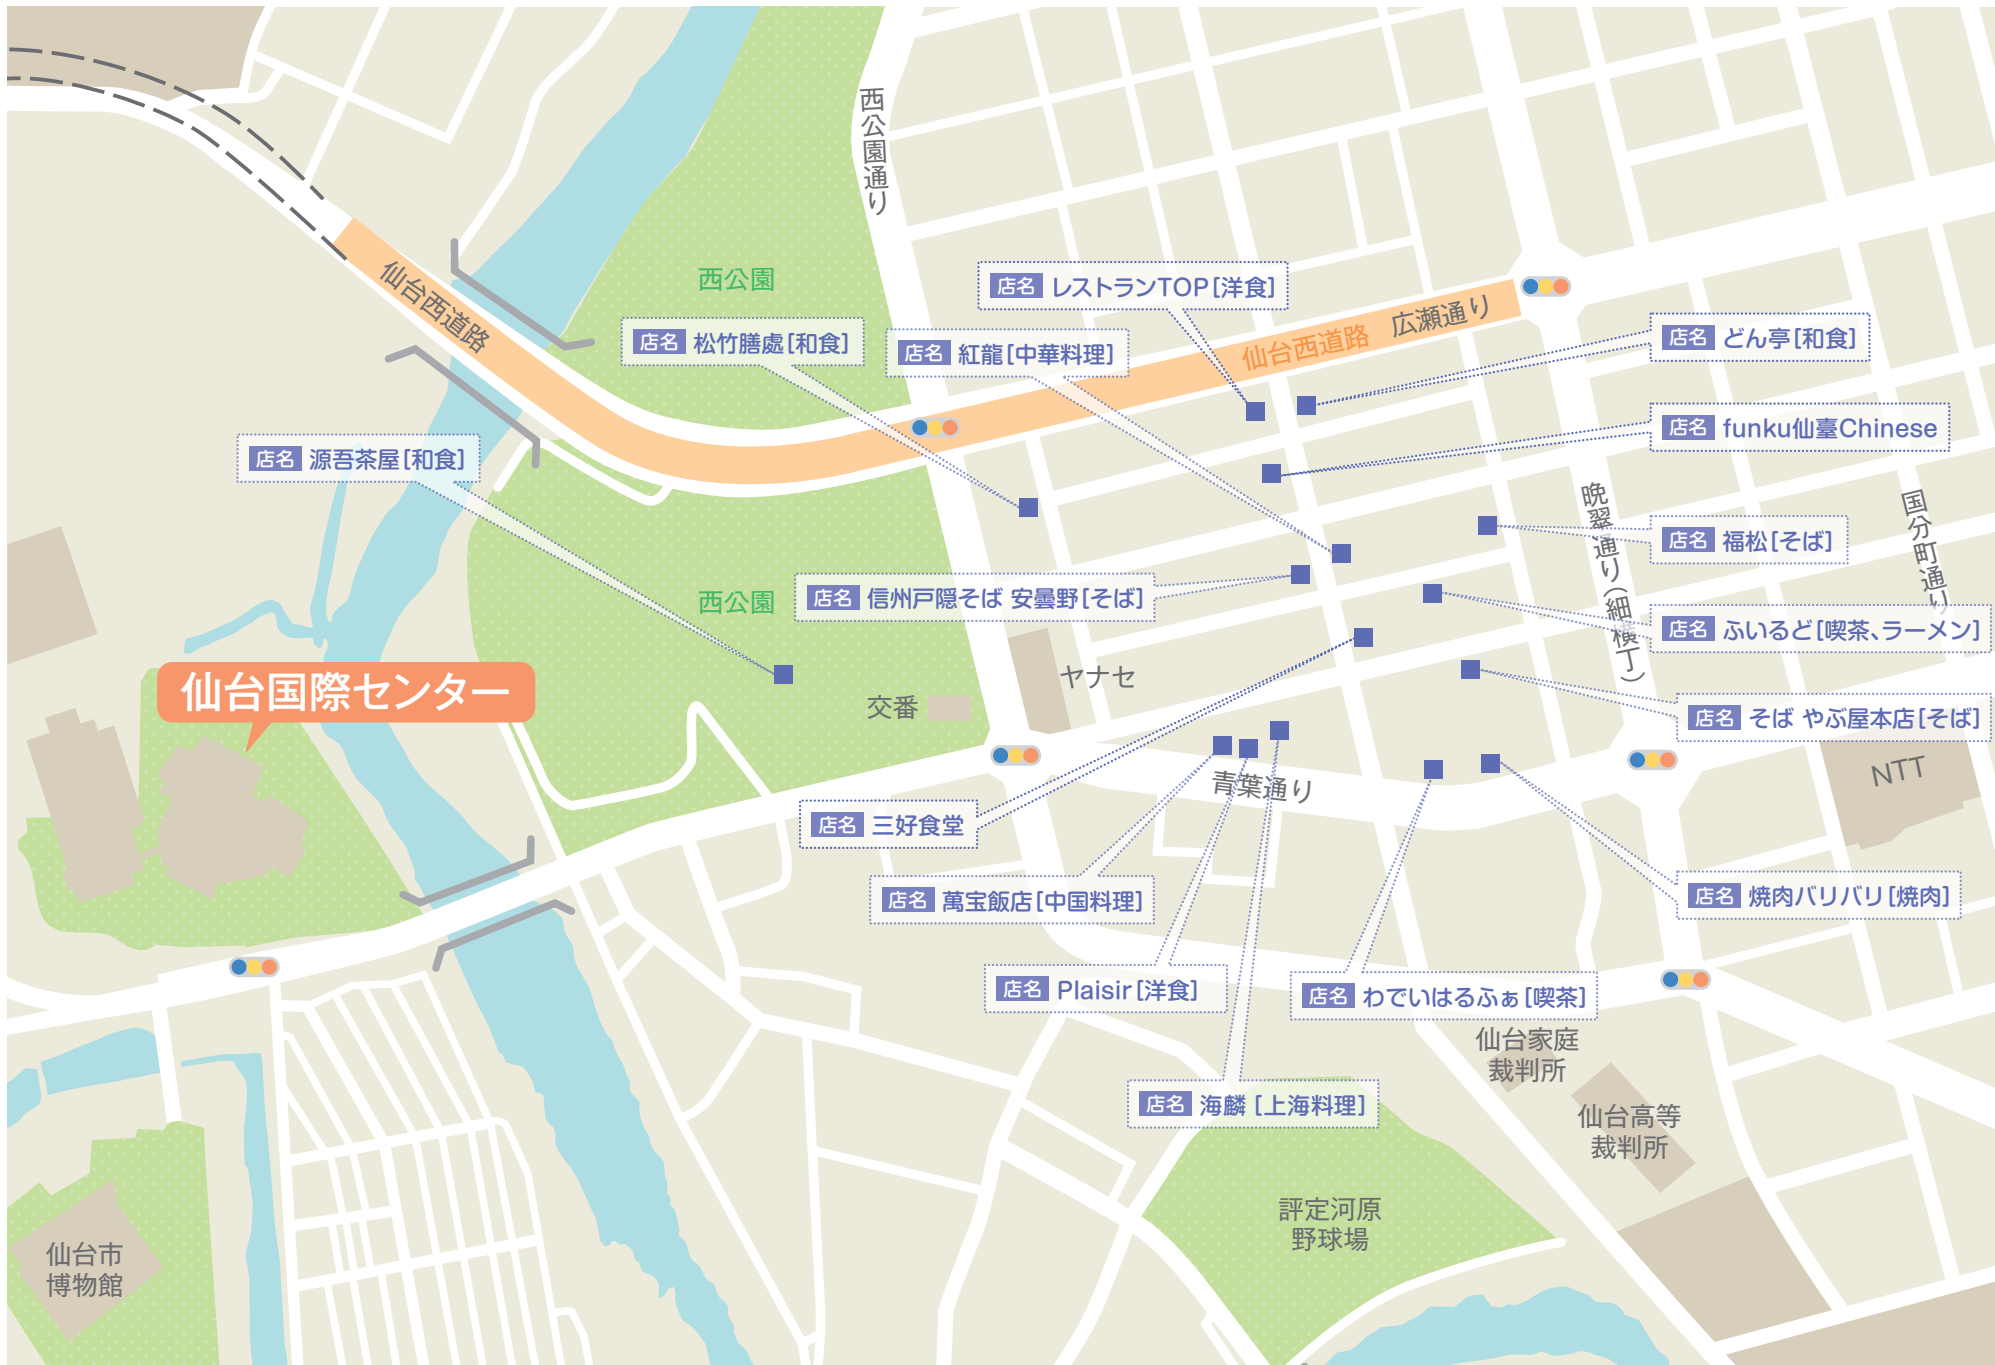 西公園通り
西公園
仙台西道路
店名 レストランTOP[洋食]
仙台西道路 広瀬通り
店名 松竹膳處[和食]
店名 紅龍[中華料理]
店名 どん亭[和食]
店名 funku仙臺Chinese
店名 源吾茶屋[和食]
晩翠通り(細横丁)
国分町通り
店名 福松[そば]
西公園
店名 信州戸隠そば 安曇野[そば]
店名 ふいるど[喫茶、ラーメン]
仙台国際センター
ヤナセ
交番
店名 そば やぶ屋本店[そば]
NTT
青葉通り
店名 三好食堂
店名 萬宝飯店[中国料理]
店名 焼肉バリバリ[焼肉]
店名 Plaisir[洋食]
店名 わでいはるふぁ[喫茶]
仙台家庭
裁判所
店名 海麟 [上海料理]
仙台高等
裁判所
評定河原
野球場
仙台市
博物館